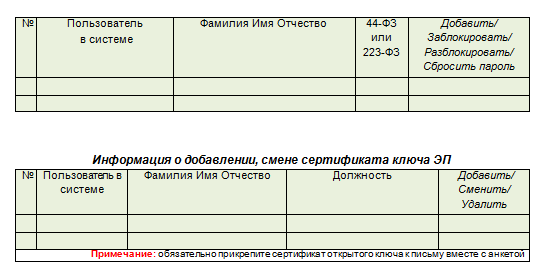 № Пользователь в системе Фамилия Имя Отчество 44-ФЗ или 223-ФЗ Добавить/ Заблокировать/ Разблокировать/ Сбросить пароль
Информация о добавлении, смене сертификата ключа ЭП
№ Пользователь в системе Фамилия Имя Отчество Должность Добавить/ Сменить/ Удалить
Примечание: обязательно прикрепите сертификат открытого ключа к письму вместе с анкетой